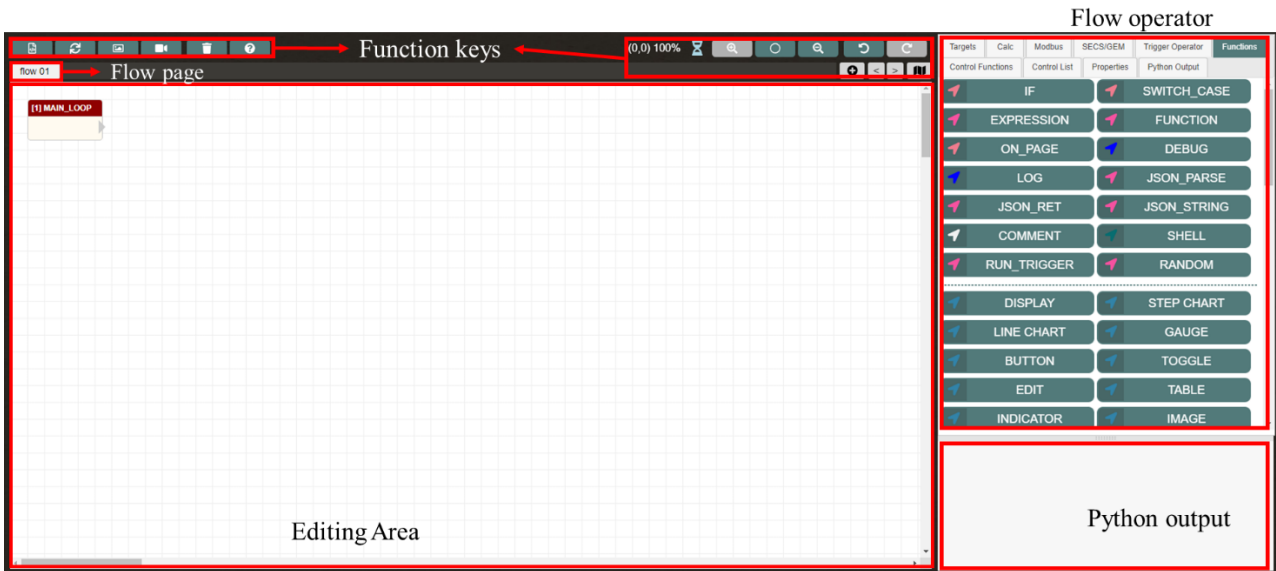 Flow operator
Function keys
(0,0) 100%
Targets Calc Modbus SECS/GEM Trigger Operator Functions
flow 01 Flow page
< >
Control Functions Control List Properties Python Output
[1] MAIN_LOOP
IF SWITCH_CASE
EXPRESSION FUNCTION
ON_PAGE DEBUG
LOG JSON_PARSE
JSON_RET JSON_STRING
COMMENT SHELL
RUN_TRIGGER RANDOM
DISPLAY STEP CHART
LINE CHART GAUGE
BUTTON TOGGLE
EDIT TABLE
INDICATOR IMAGE
Editing Area
Python output